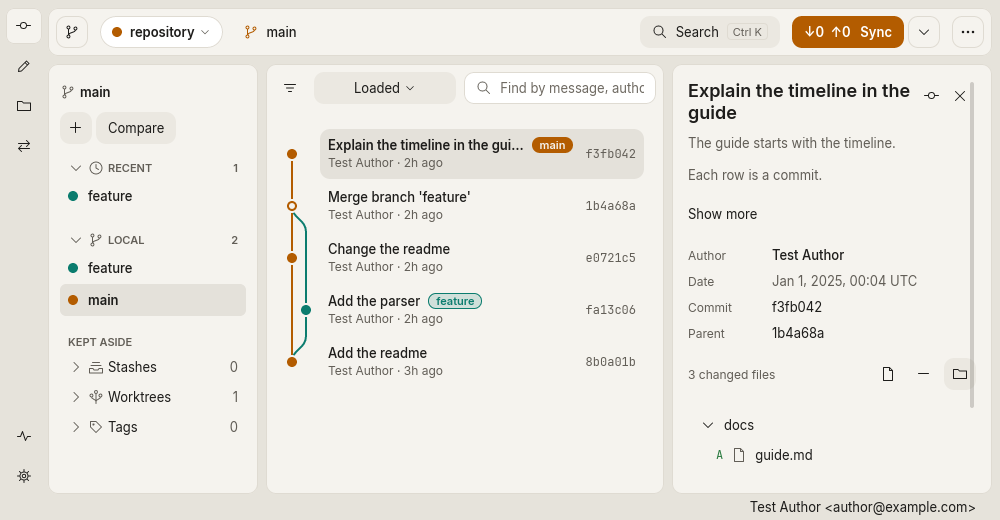 repository
main
Search Ctrl K
↓0 ↑0 Sync
main
Compare
RECENT 1
feature
LOCAL 2
feature
main
KEPT ASIDE
Stashes 0
Worktrees 1
Tags 0
Loaded
Find by message, autho
Explain the timeline in the gui... main
Test Author · 2h ago
f3fb042
Merge branch 'feature'
Test Author · 2h ago
1b4a68a
Change the readme
Test Author · 2h ago
e0721c5
Add the parser feature
Test Author · 2h ago
fa13c06
Add the readme
Test Author · 3h ago
8b0a01b
Explain the timeline in the
guide
The guide starts with the timeline.
Each row is a commit.
Show more
Author Test Author
Date Jan 1, 2025, 00:04 UTC
Commit f3fb042
Parent 1b4a68a
3 changed files
docs
A guide.md
Test Author <author@example.com>